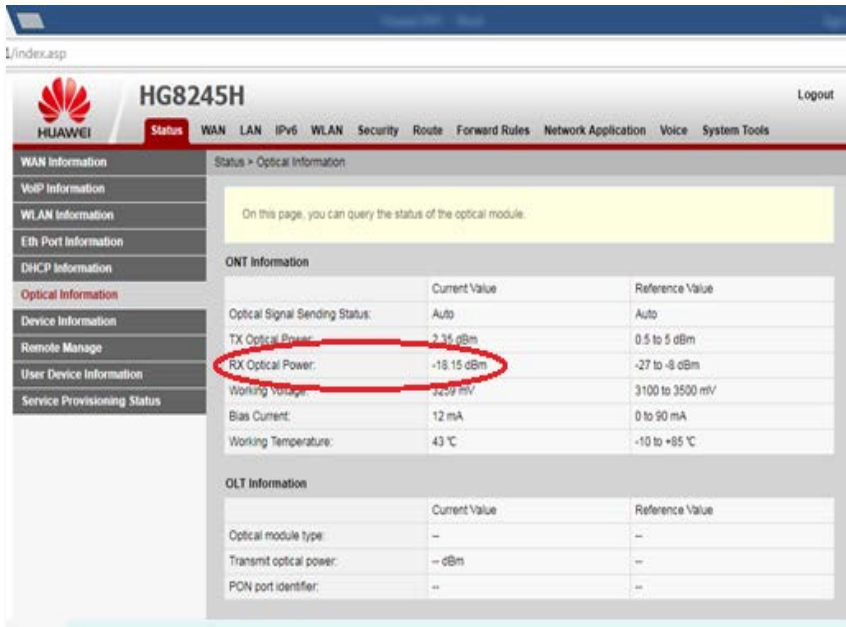 1/index.asp
HUAWEI
HG8245H
Logout
Status WAN LAN IPv6 WLAN Security Route Forward Rules Network Application Voice System Tools
WAN Information
VoIP Information
WLAN Information
Eth Port Information
DHCP Information
Optical Information
Device Information
Remote Manage
User Device Information
Service Provisioning Status
Status > Optical Information
On this page, you can query the status of the optical module.
ONT Information
Current Value Reference Value
Optical Signal Sending Status: Auto Auto
TX Optical Power: 2.35 dBm 0.5 to 5 dBm
RX Optical Power: -18.15 dBm -27 to -8 dBm
Working Voltage: 3259 mV 3100 to 3500 mV
Bias Current: 12 mA 0 to 90 mA
Working Temperature: 43 ℃ -10 to +85 ℃
OLT Information
Current Value Reference Value
Optical module type: -- --
Transmit optical power: -- dBm --
PON port identifier: -- --